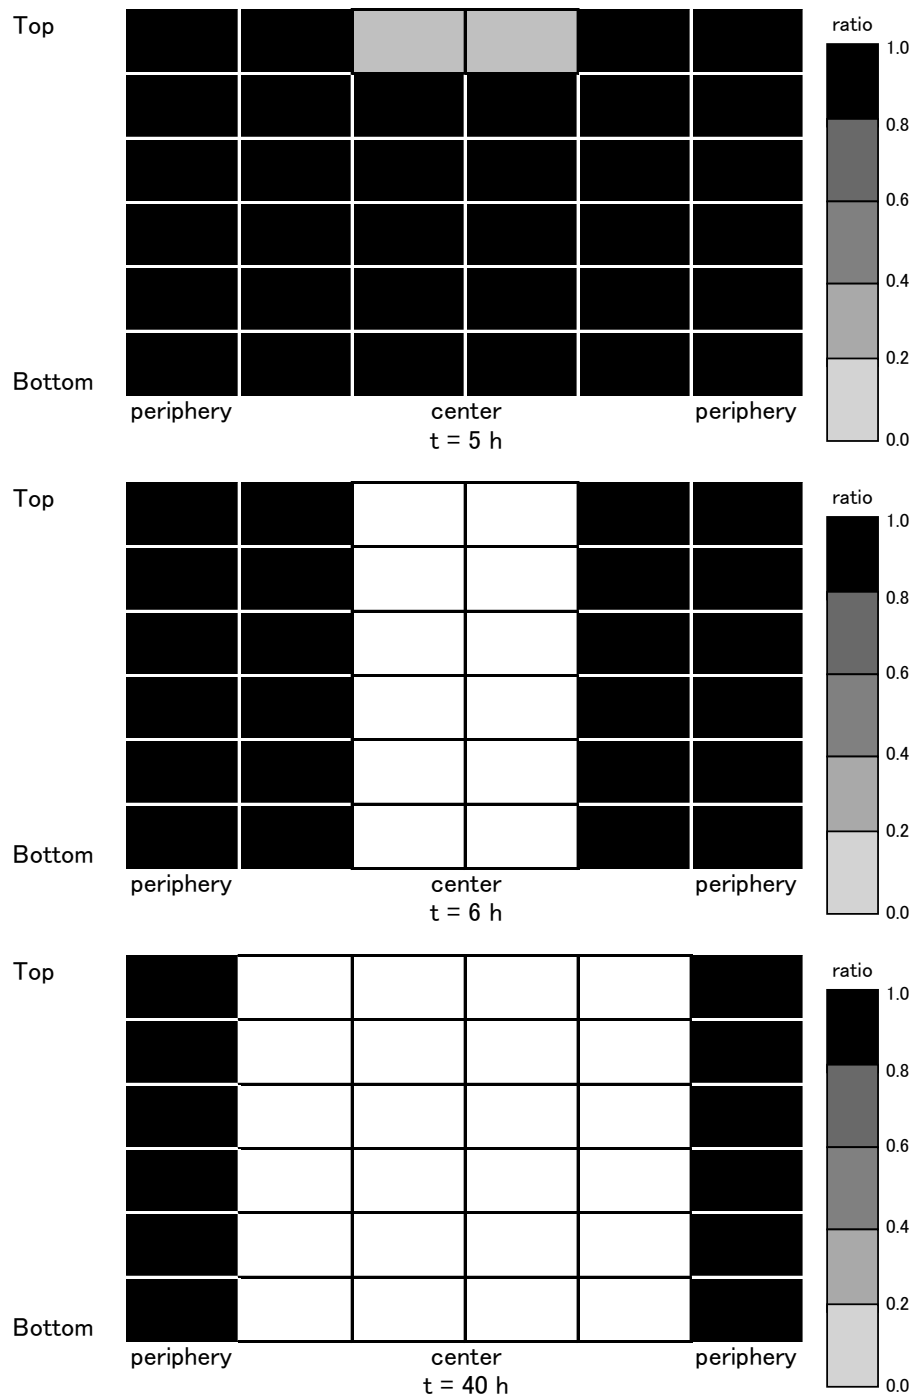 Top
ratio
1.0
0.8
0.6
0.4
0.2
0.0
Bottom
periphery center periphery
t = 5 h
Top
ratio
1.0
0.8
0.6
0.4
0.2
0.0
Bottom
periphery center periphery
t = 6 h
Top
ratio
1.0
0.8
0.6
0.4
0.2
0.0
Bottom
periphery center periphery
t = 40 h